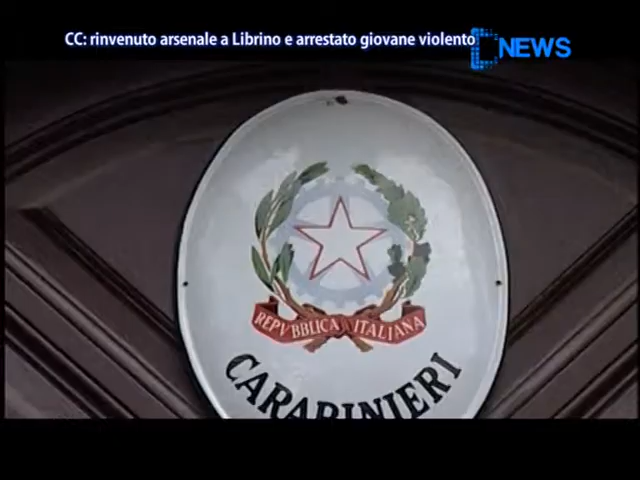 CC: rinvenuto arsenale a Librino e arrestato giovane violento
D NEWS
REPVBBLICA ITALIANA
CARABINIERI